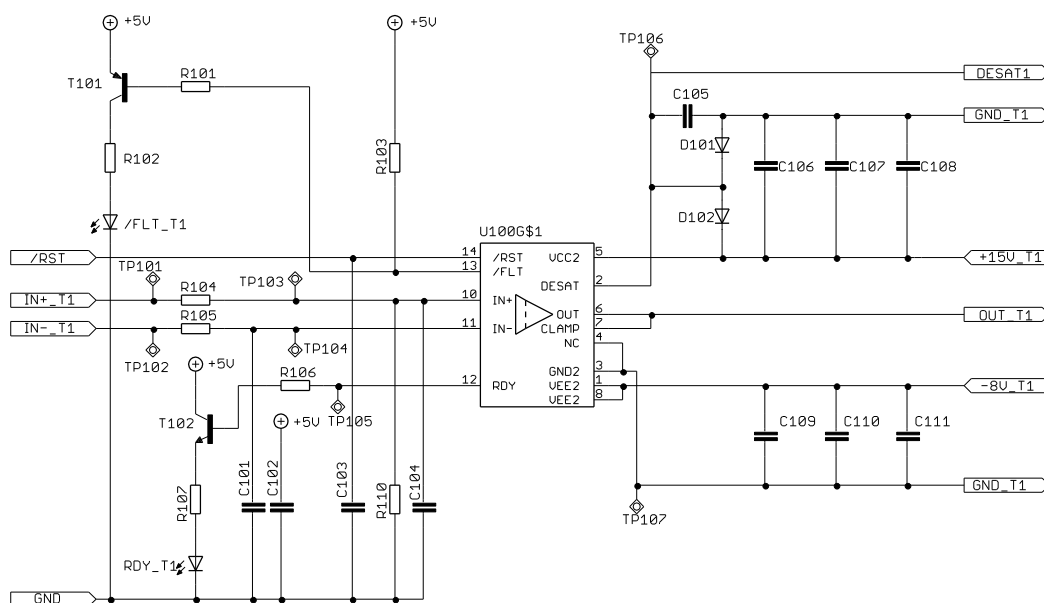 +5V
+5V
TP106
T101
R101
DESAT1
C105
GND_T1
R102
R103
D101
C106
C107
C108
/FLT_T1
D102
U100G$1
/RST
14
/RST
VCC2
5
+15V_T1
13
/FLT
TP101
TP103
DESAT
2
IN+_T1
R104
10
IN+
OUT
6
OUT_T1
IN-_T1
R105
11
IN-
CLAMP
7
TP102
TP104
NC
4
+5V
R106
12
RDY
GND2
3
VEE2
1
-8V_T1
VEE2
8
T102
+5V
TP105
C109
C110
C111
R107
C101
C102
C103
R110
C104
GND_T1
TP107
RDY_T1
GND